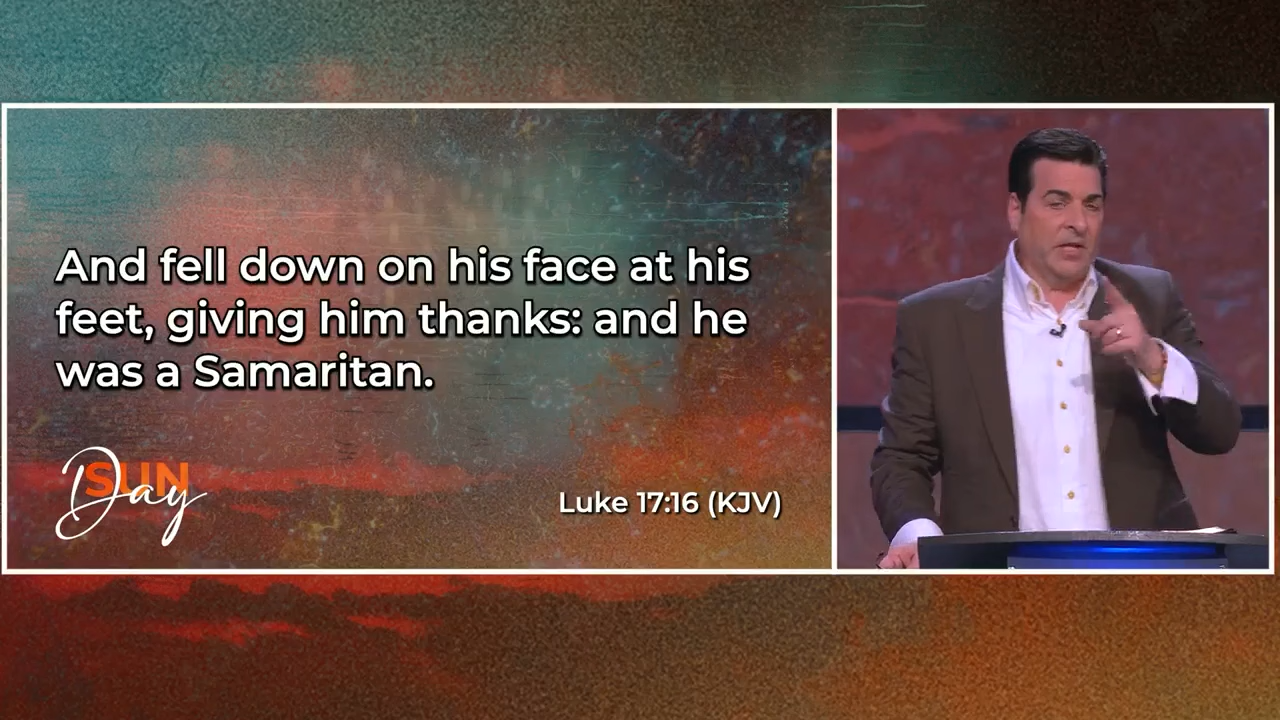 And fell down on his face at his
feet, giving him thanks: and he
was a Samaritan.
SUN
Day
Luke 17:16 (KJV)